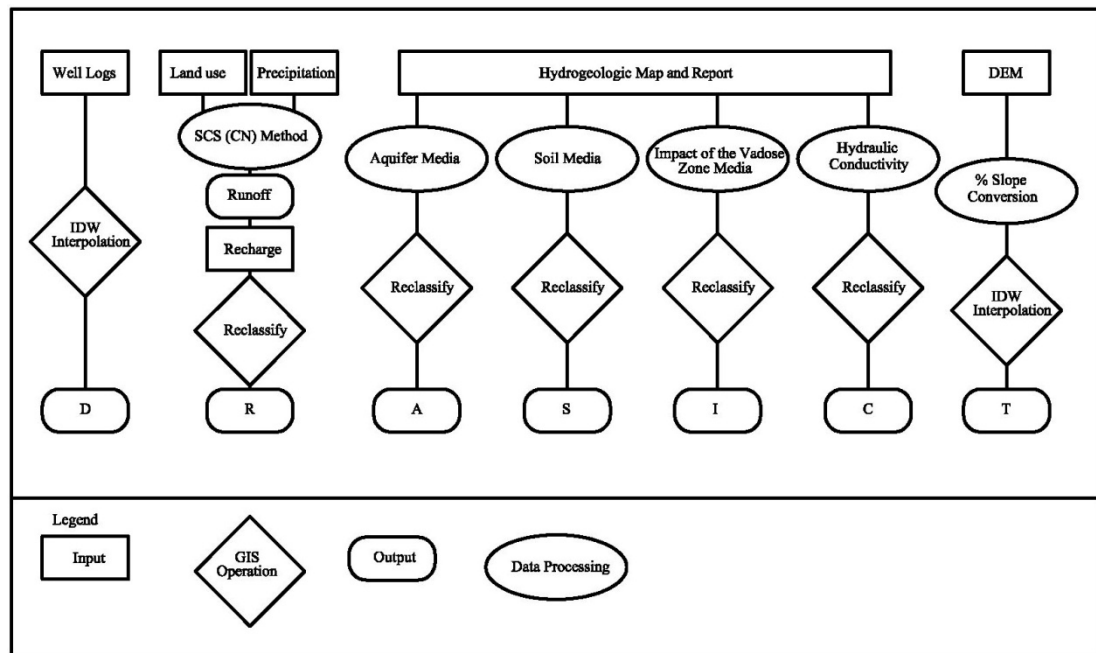 Well Logs
Land use
Precipitation
Hydrogeologic Map and Report
DEM
SCS (CN) Method
Aquifer Media
Soil Media
Impact of the Vadose
Zone Media
Hydraulic
Conductivity
% Slope
Conversion
Runoff
Recharge
IDW
Interpolation
Reclassify
Reclassify
Reclassify
Reclassify
Reclassify
IDW
Interpolation
D
R
A
S
I
C
T
Legend
Input
GIS
Operation
Output
Data Processing